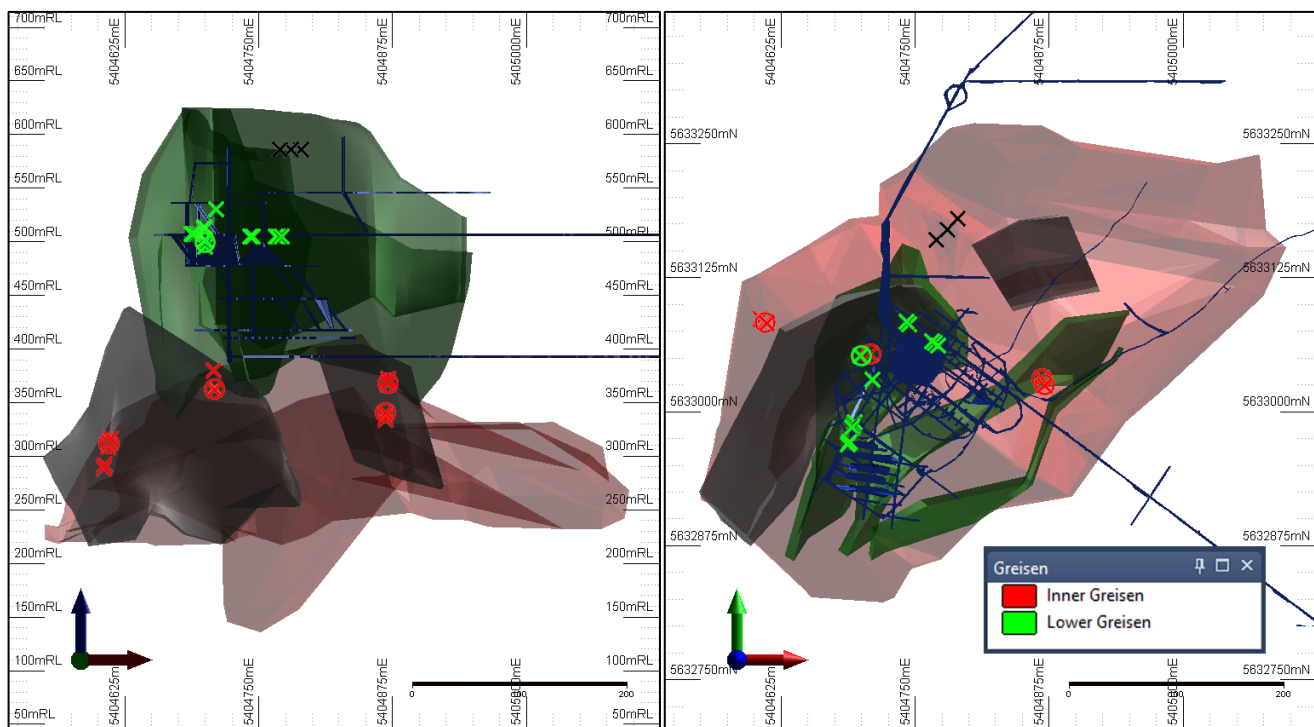 700mRL
650mRL
600mRL
550mRL
500mRL
450mRL
400mRL
350mRL
300mRL
250mRL
200mRL
150mRL
100mRL
50mRL
5404625mE
5404750mE
5404875mE
5405000mE
700mRL
650mRL
600mRL
550mRL
500mRL
450mRL
400mRL
350mRL
300mRL
250mRL
200mRL
150mRL
100mRL
50mRL
5404625mE
5404750mE
5404875mE
5405000mE
0
200
5404625mE
5404750mE
5404875mE
5405000mE
5633250mN
5633250mN
5633125mN
5633125mN
5633000mN
5633000mN
5632875mN
5632875mN
5632750mN
5632750mN
Greisen
Inner Greisen
Lower Greisen
5404625mE
5404750mE
5404875mE
5405000mE
0
200